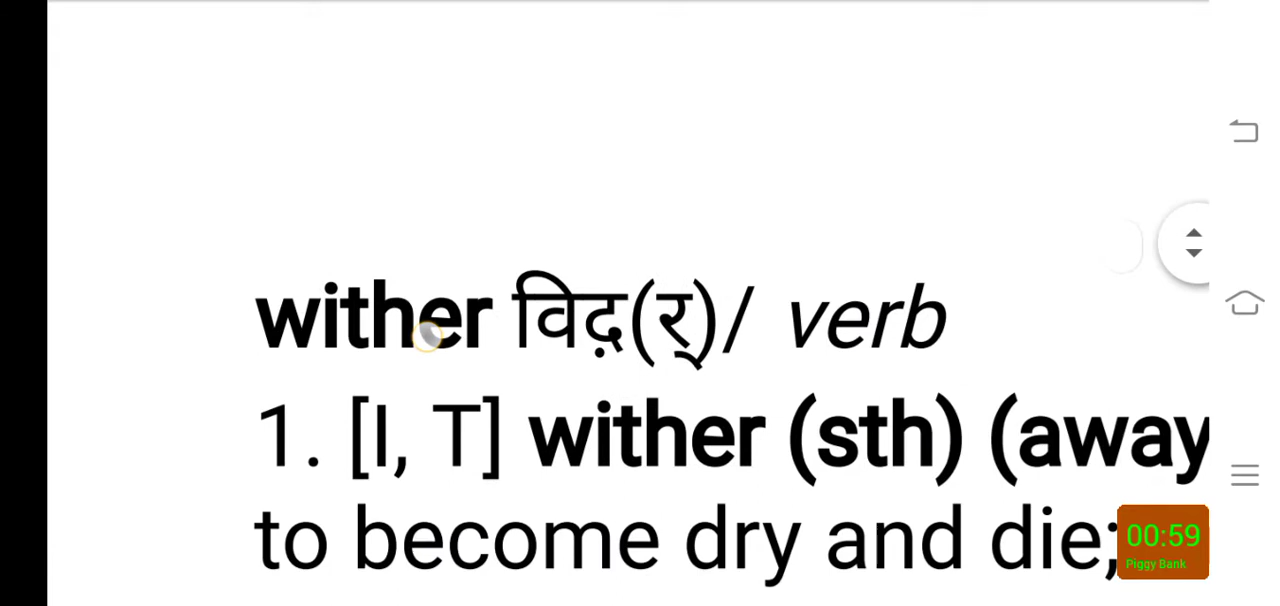 wither विद़(र्)/ verb
1. [I, T] wither (sth) (away
to become dry and die;
00:59
Piggy Bank